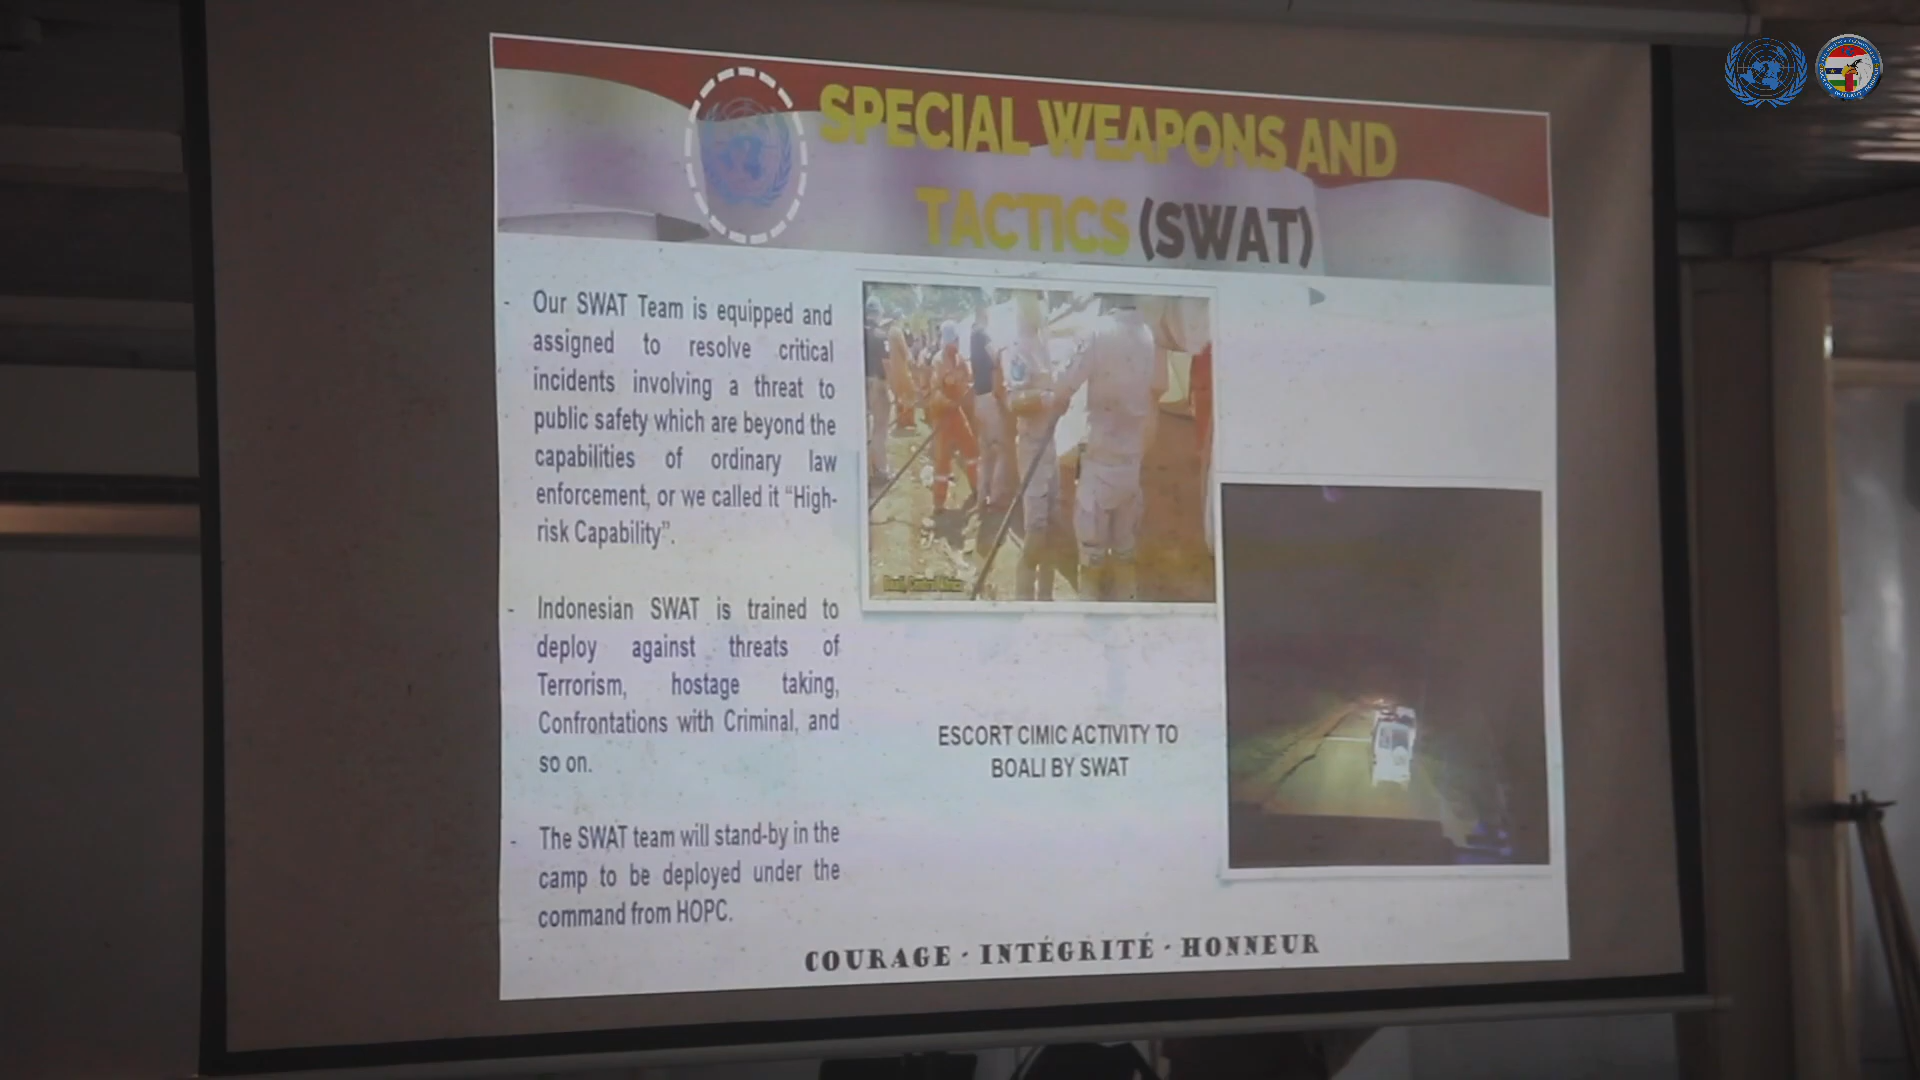 SPECIAL WEAPONS AND
TACTICS (SWAT)
- Our SWAT Team is equipped and
assigned to resolve critical
incidents involving a threat to
public safety which are beyond the
capabilities of ordinary law
enforcement, or we called it “High-
risk Capability”.
- Indonesian SWAT is trained to
deploy against threats of
Terrorism, hostage taking,
Confrontations with Criminal, and
so on.
- The SWAT team will stand-by in the
camp to be deployed under the
command from HOPC.
Boali, Central Africa
ESCORT CIMIC ACTIVITY TO
BOALI BY SWAT
COURAGE · INTÉGRITÉ · HONNEUR